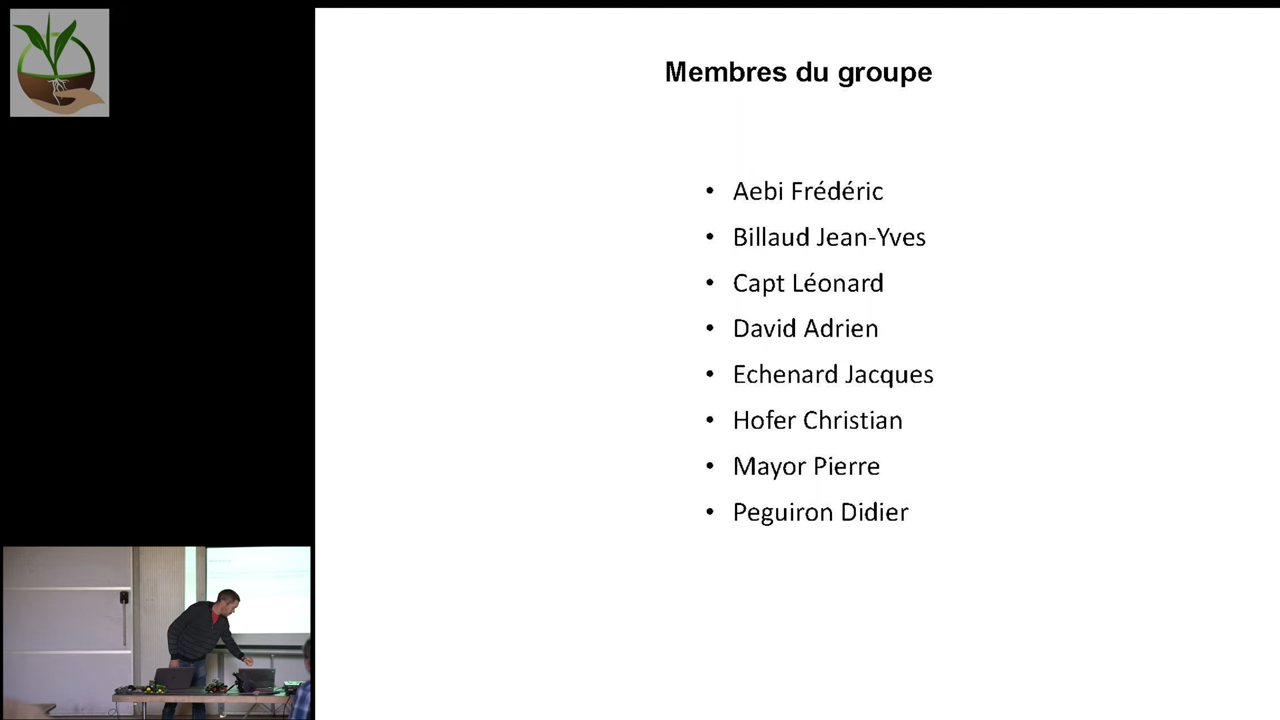 Membres du groupe
• Aebi Frédéric
• Billaud Jean-Yves
• Capt Léonard
• David Adrien
• Echenard Jacques
• Hofer Christian
• Mayor Pierre
• Peguiron Didier